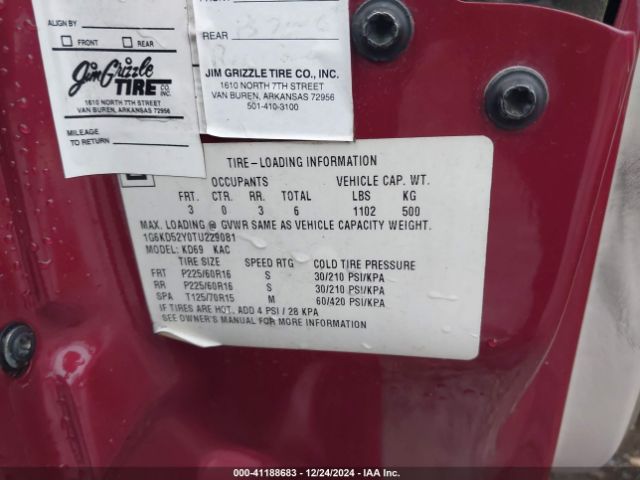 ALIGN BY
FRONT REAR
Jim Grizzle
TIRE CO. INC.
1610 NORTH 7TH STREET
VAN BUREN, ARKANSAS 72956
MILEAGE
TO RETURN
REAR
JIM GRIZZLE TIRE CO., INC.
1610 NORTH 7TH STREET
VAN BUREN, ARKANSAS 72956
501-410-3100
TIRE-LOADING INFORMATION
OCCUPANTS VEHICLE CAP. WT.
FRT. CTR. RR. TOTAL LBS KG
3 0 3 6 1102 500
MAX. LOADING @ GVWR SAME AS VEHICLE CAPACITY WEIGHT.
1G6KD52Y0TU229081
MODEL: KD69 KAC
TIRE SIZE SPEED RTG COLD TIRE PRESSURE
FRT P225/60R16 S 30/210 PSI/KPA
RR P225/60R16 S 30/210 PSI/KPA
SPA T125/70R15 M 60/420 PSI/KPA
IF TIRES ARE HOT, ADD 4 PSI / 28 KPA
SEE OWNER'S MANUAL FOR MORE INFORMATION
000-41188683 - 12/24/2024 - IAA Inc.